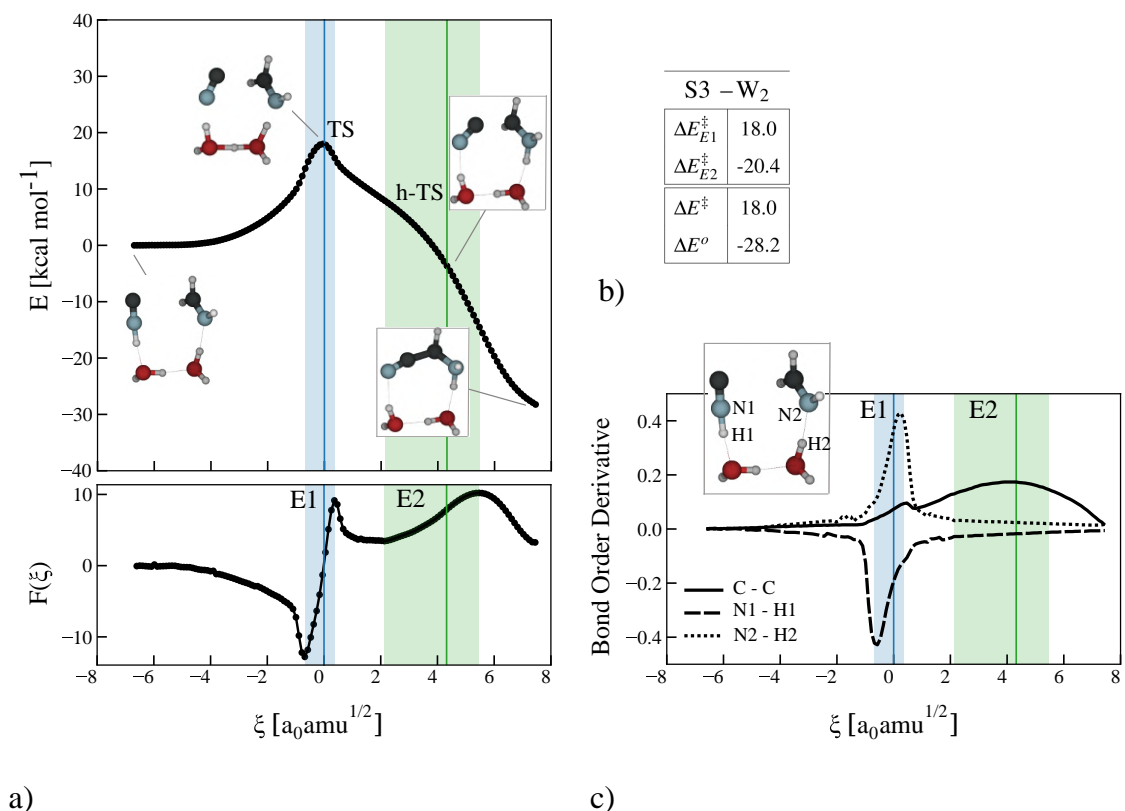 40
30
20
10
0
−10
−20
−30
−40
E [kcal mol⁻¹]
TS
h-TS
10
0
−10
F(ξ)
E1
E2
−8
−6
−4
−2
0
2
4
6
8
ξ [a₀amu^{1/2}]
a)
S3 – W₂
ΔE‡E1 18.0
ΔE‡E2 -20.4
ΔE‡ 18.0
ΔEᵒ -28.2
b)
N1
N2
H1
H2
E1
E2
0.4
0.2
0.0
−0.2
−0.4
Bond Order Derivative
C - C
N1 - H1
N2 - H2
−8
−6
−4
−2
0
2
4
6
8
ξ [a₀amu^{1/2}]
c)